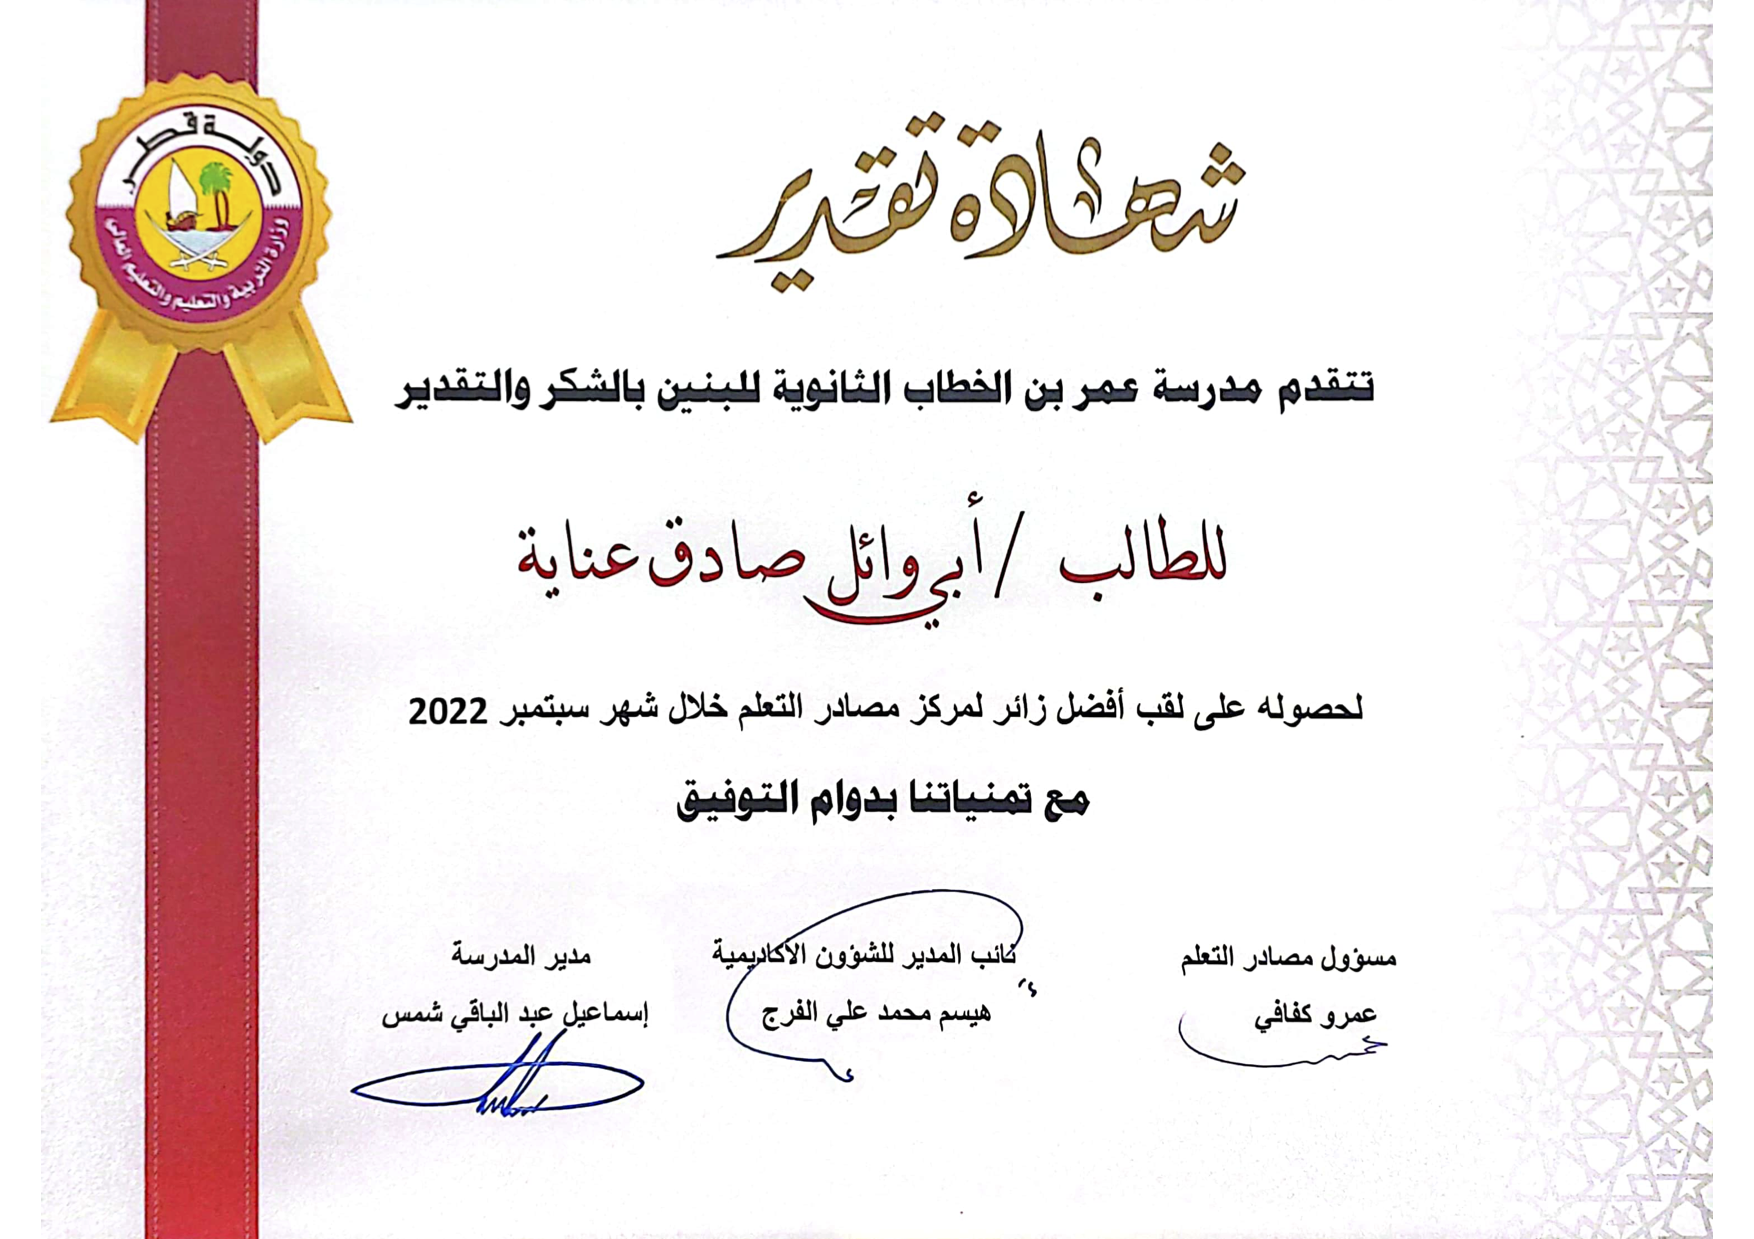 دولة قطر
وزارة التربية والتعليم والتعليم العالي
شهادة تقدير
تتقدم مدرسة عمر بن الخطاب الثانوية للبنين بالشكر والتقدير
للطالب / أبي وائل صادق عناية
لحصوله على لقب أفضل زائر لمركز مصادر التعلم خلال شهر سبتمبر 2022
مع تمنياتنا بدوام التوفيق
مسؤول مصادر التعلم
عمرو كفافي
نائب المدير للشؤون الأكاديمية
هيسم محمد علي الفرج
مدير المدرسة
إسماعيل عبد الباقي شمس